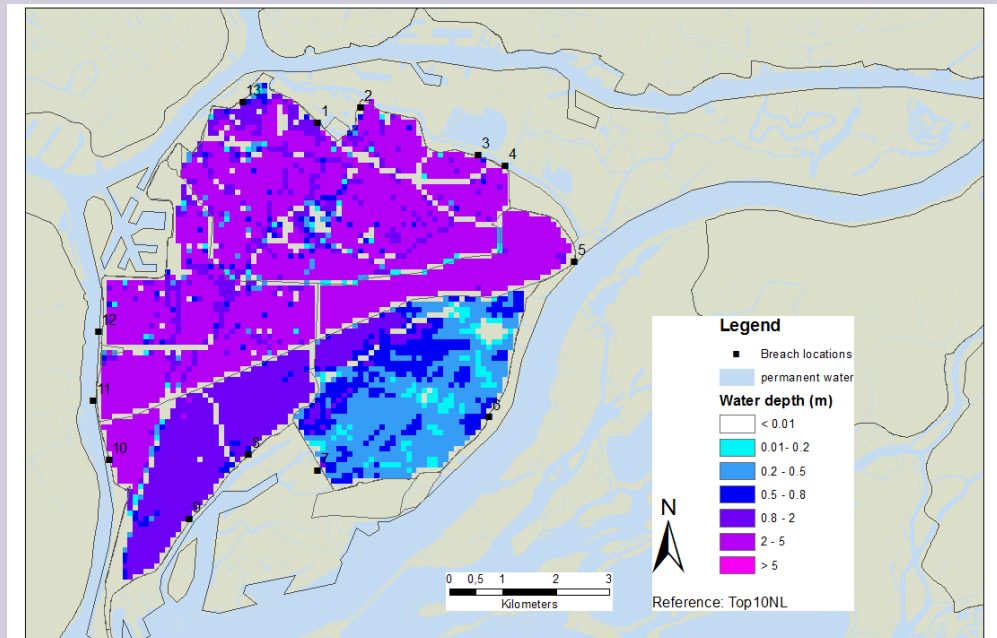 13
1
2
3
4
5
12
11
10
9
8
7
6
Legend
Breach locations
permanent water
Water depth (m)
< 0.01
0.01- 0.2
0.2 - 0.5
0.5 - 0.8
0.8 - 2
2 - 5
> 5
N
0 0,5 1 2 3
Kilometers
Reference: Top10NL